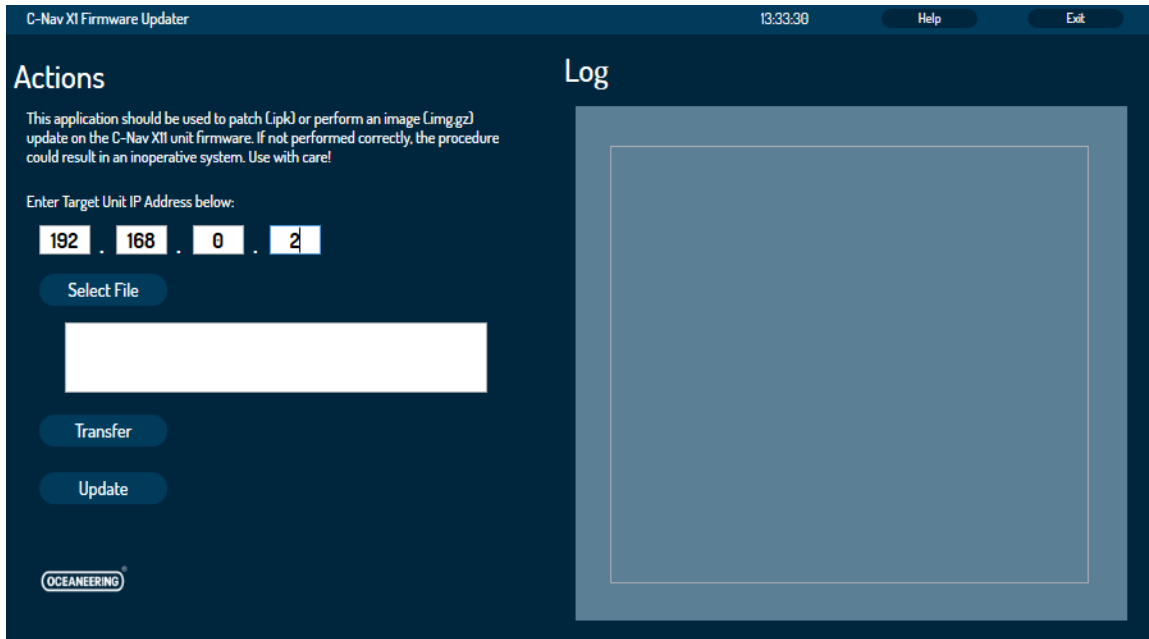 C-Nav X1 Firmware Updater
13:33:30
Help
Exit
Actions
This application should be used to patch (.ipk) or perform an image (.img.gz)
update on the C-Nav X11 unit firmware. If not performed correctly, the procedure
could result in an inoperative system. Use with care!
Enter Target Unit IP Address below:
192 . 168 . 0 . 2
Select File
Transfer
Update
OCEANEERING®
Log